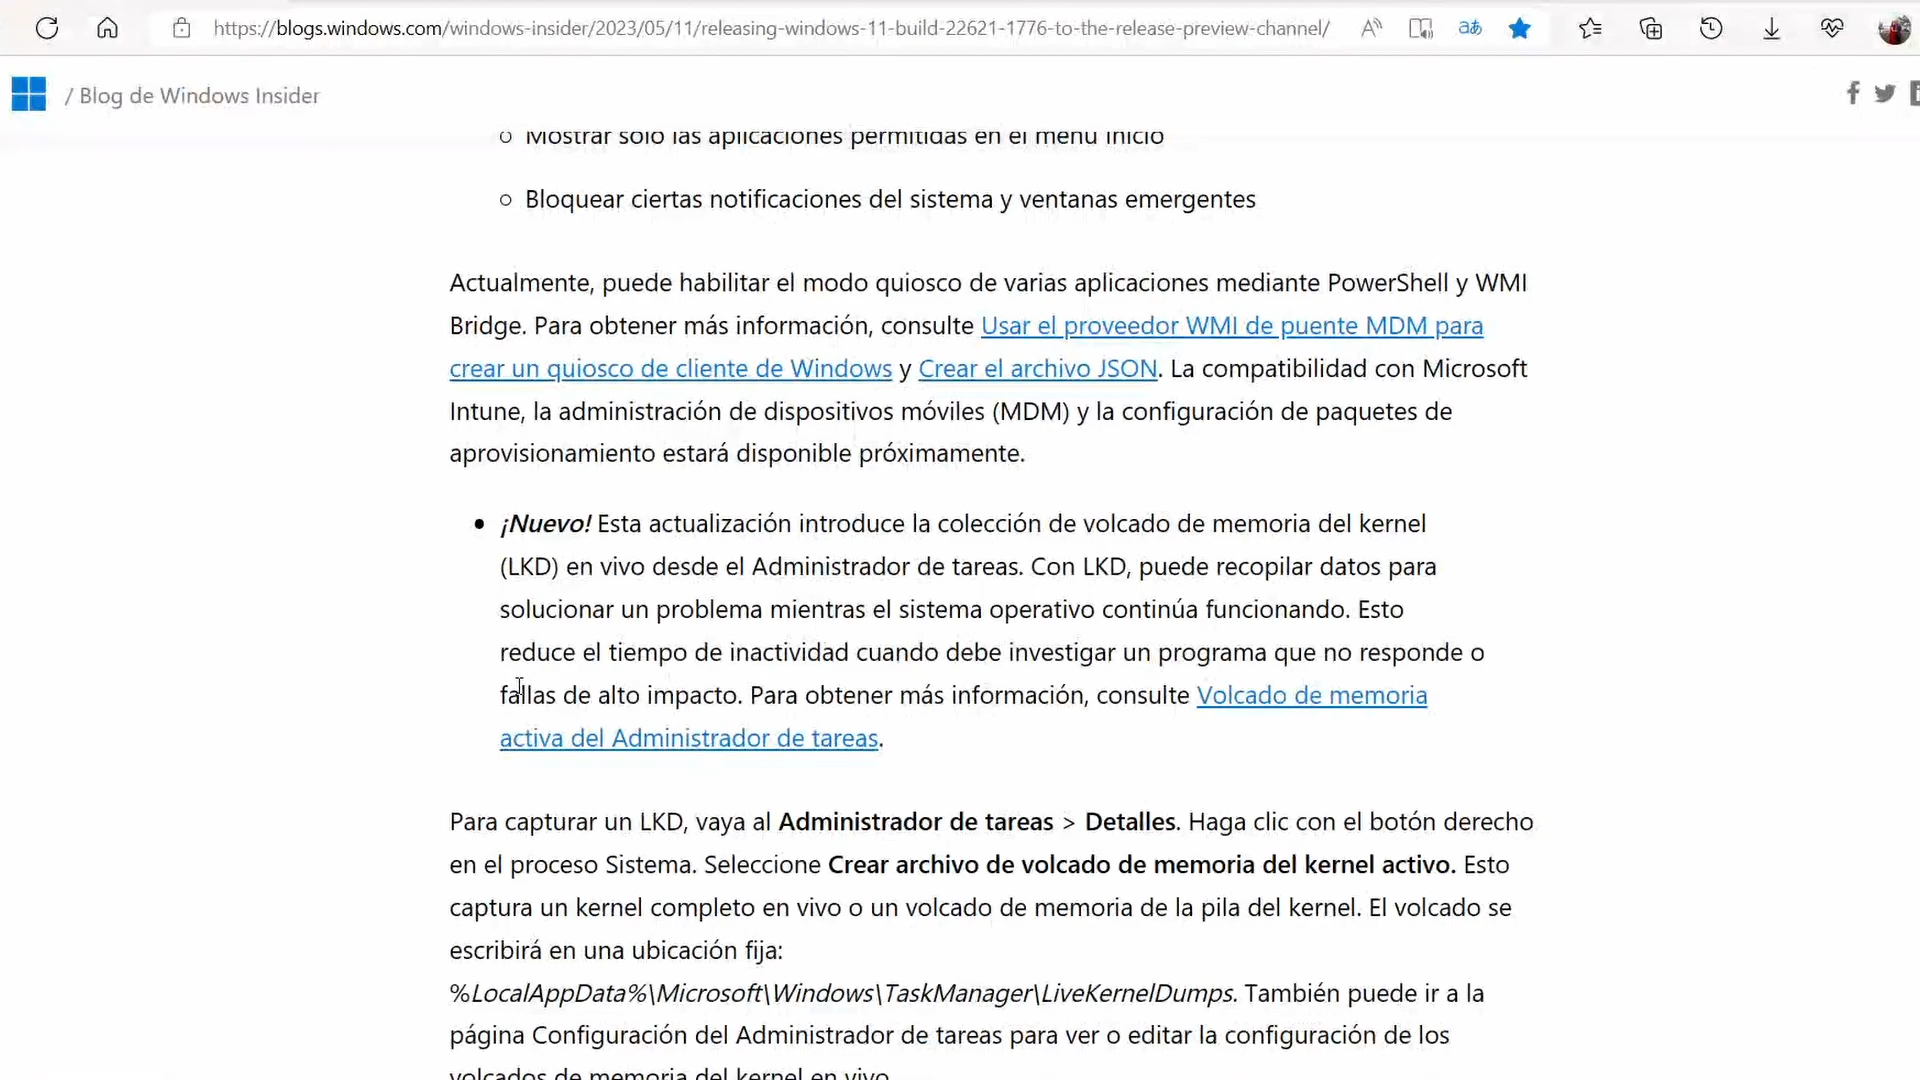 https://blogs.windows.com/windows-insider/2023/05/11/releasing-windows-11-build-22621-1776-to-the-release-preview-channel/
/ Blog de Windows Insider
Mostrar solo las aplicaciones permitidas en el menú Inicio
Bloquear ciertas notificaciones del sistema y ventanas emergentes
Actualmente, puede habilitar el modo quiosco de varias aplicaciones mediante PowerShell y WMI
Bridge. Para obtener más información, consulte Usar el proveedor WMI de puente MDM para
crear un quiosco de cliente de Windows y Crear el archivo JSON. La compatibilidad con Microsoft
Intune, la administración de dispositivos móviles (MDM) y la configuración de paquetes de
aprovisionamiento estará disponible próximamente.
¡Nuevo! Esta actualización introduce la colección de volcado de memoria del kernel
(LKD) en vivo desde el Administrador de tareas. Con LKD, puede recopilar datos para
solucionar un problema mientras el sistema operativo continúa funcionando. Esto
reduce el tiempo de inactividad cuando debe investigar un programa que no responde o
fallas de alto impacto. Para obtener más información, consulte Volcado de memoria
activa del Administrador de tareas.
Para capturar un LKD, vaya al Administrador de tareas > Detalles. Haga clic con el botón derecho
en el proceso Sistema. Seleccione Crear archivo de volcado de memoria del kernel activo. Esto
captura un kernel completo en vivo o un volcado de memoria de la pila del kernel. El volcado se
escribirá en una ubicación fija:
%LocalAppData%\Microsoft\Windows\TaskManager\LiveKernelDumps. También puede ir a la
página Configuración del Administrador de tareas para ver o editar la configuración de los
volcados de memoria del kernel en vivo.